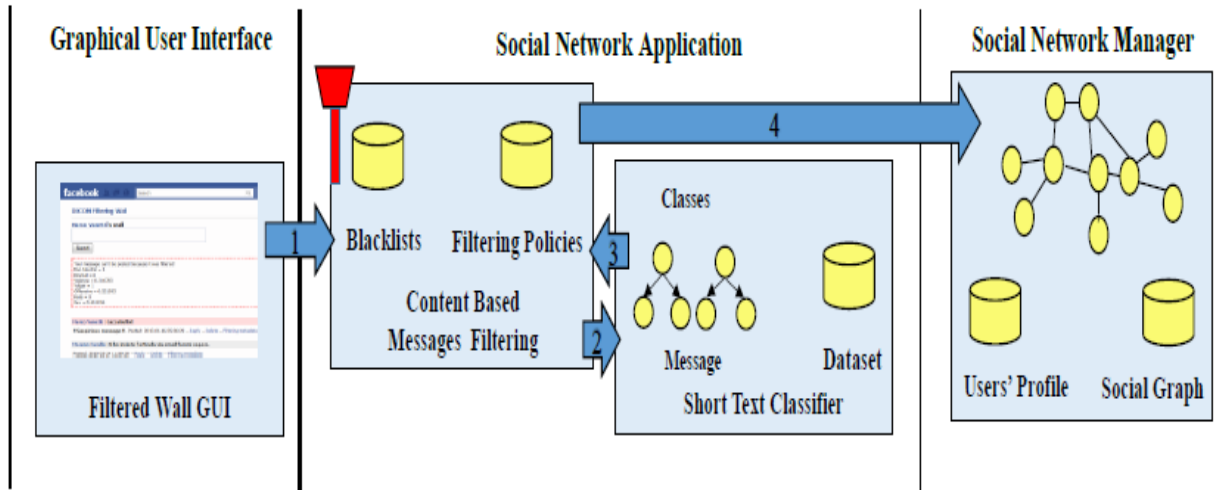 Graphical User Interface
Social Network Application
Social Network Manager
facebook
1
Filtered Wall GUI
Blacklists
Filtering Policies
Content Based
Messages Filtering
4
3
2
Classes
Message
Dataset
Short Text Classifier
Users' Profile
Social Graph